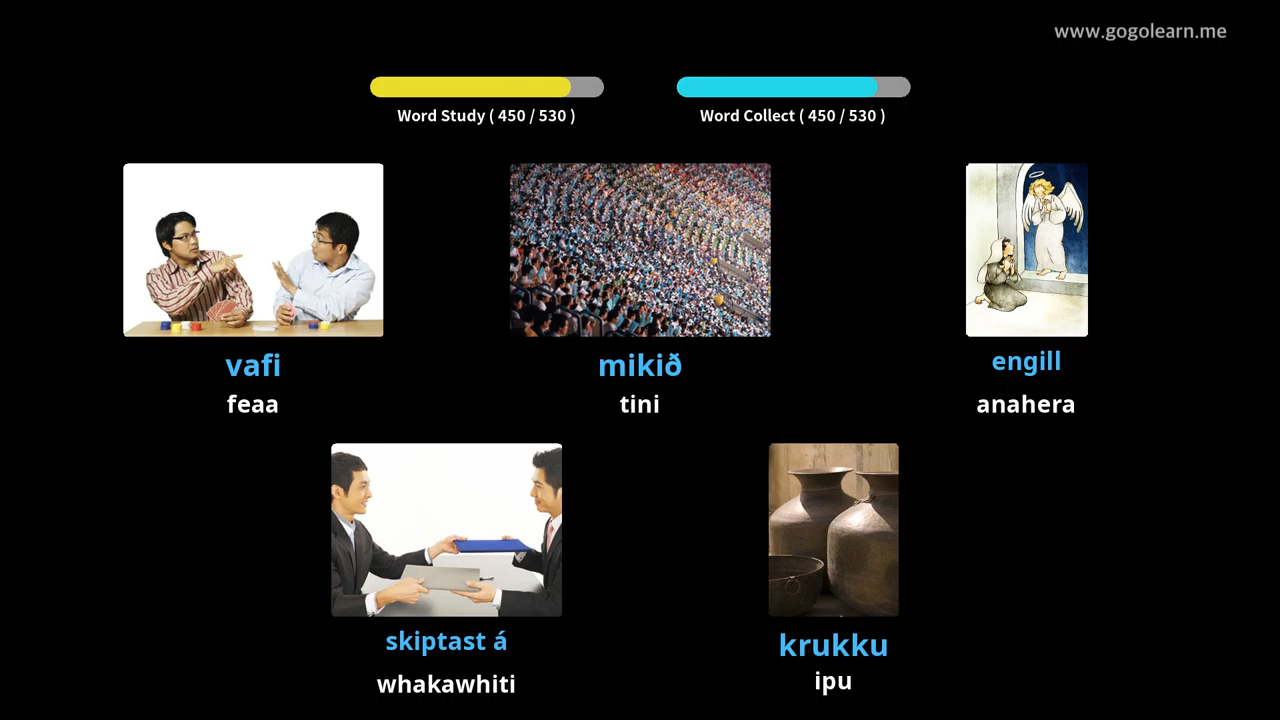 www.gogolearn.me
Word Study ( 450 / 530 )
Word Collect ( 450 / 530 )
vafi
feaa
mikið
tini
engill
anahera
skiptast á
whakawhiti
krukku
ipu